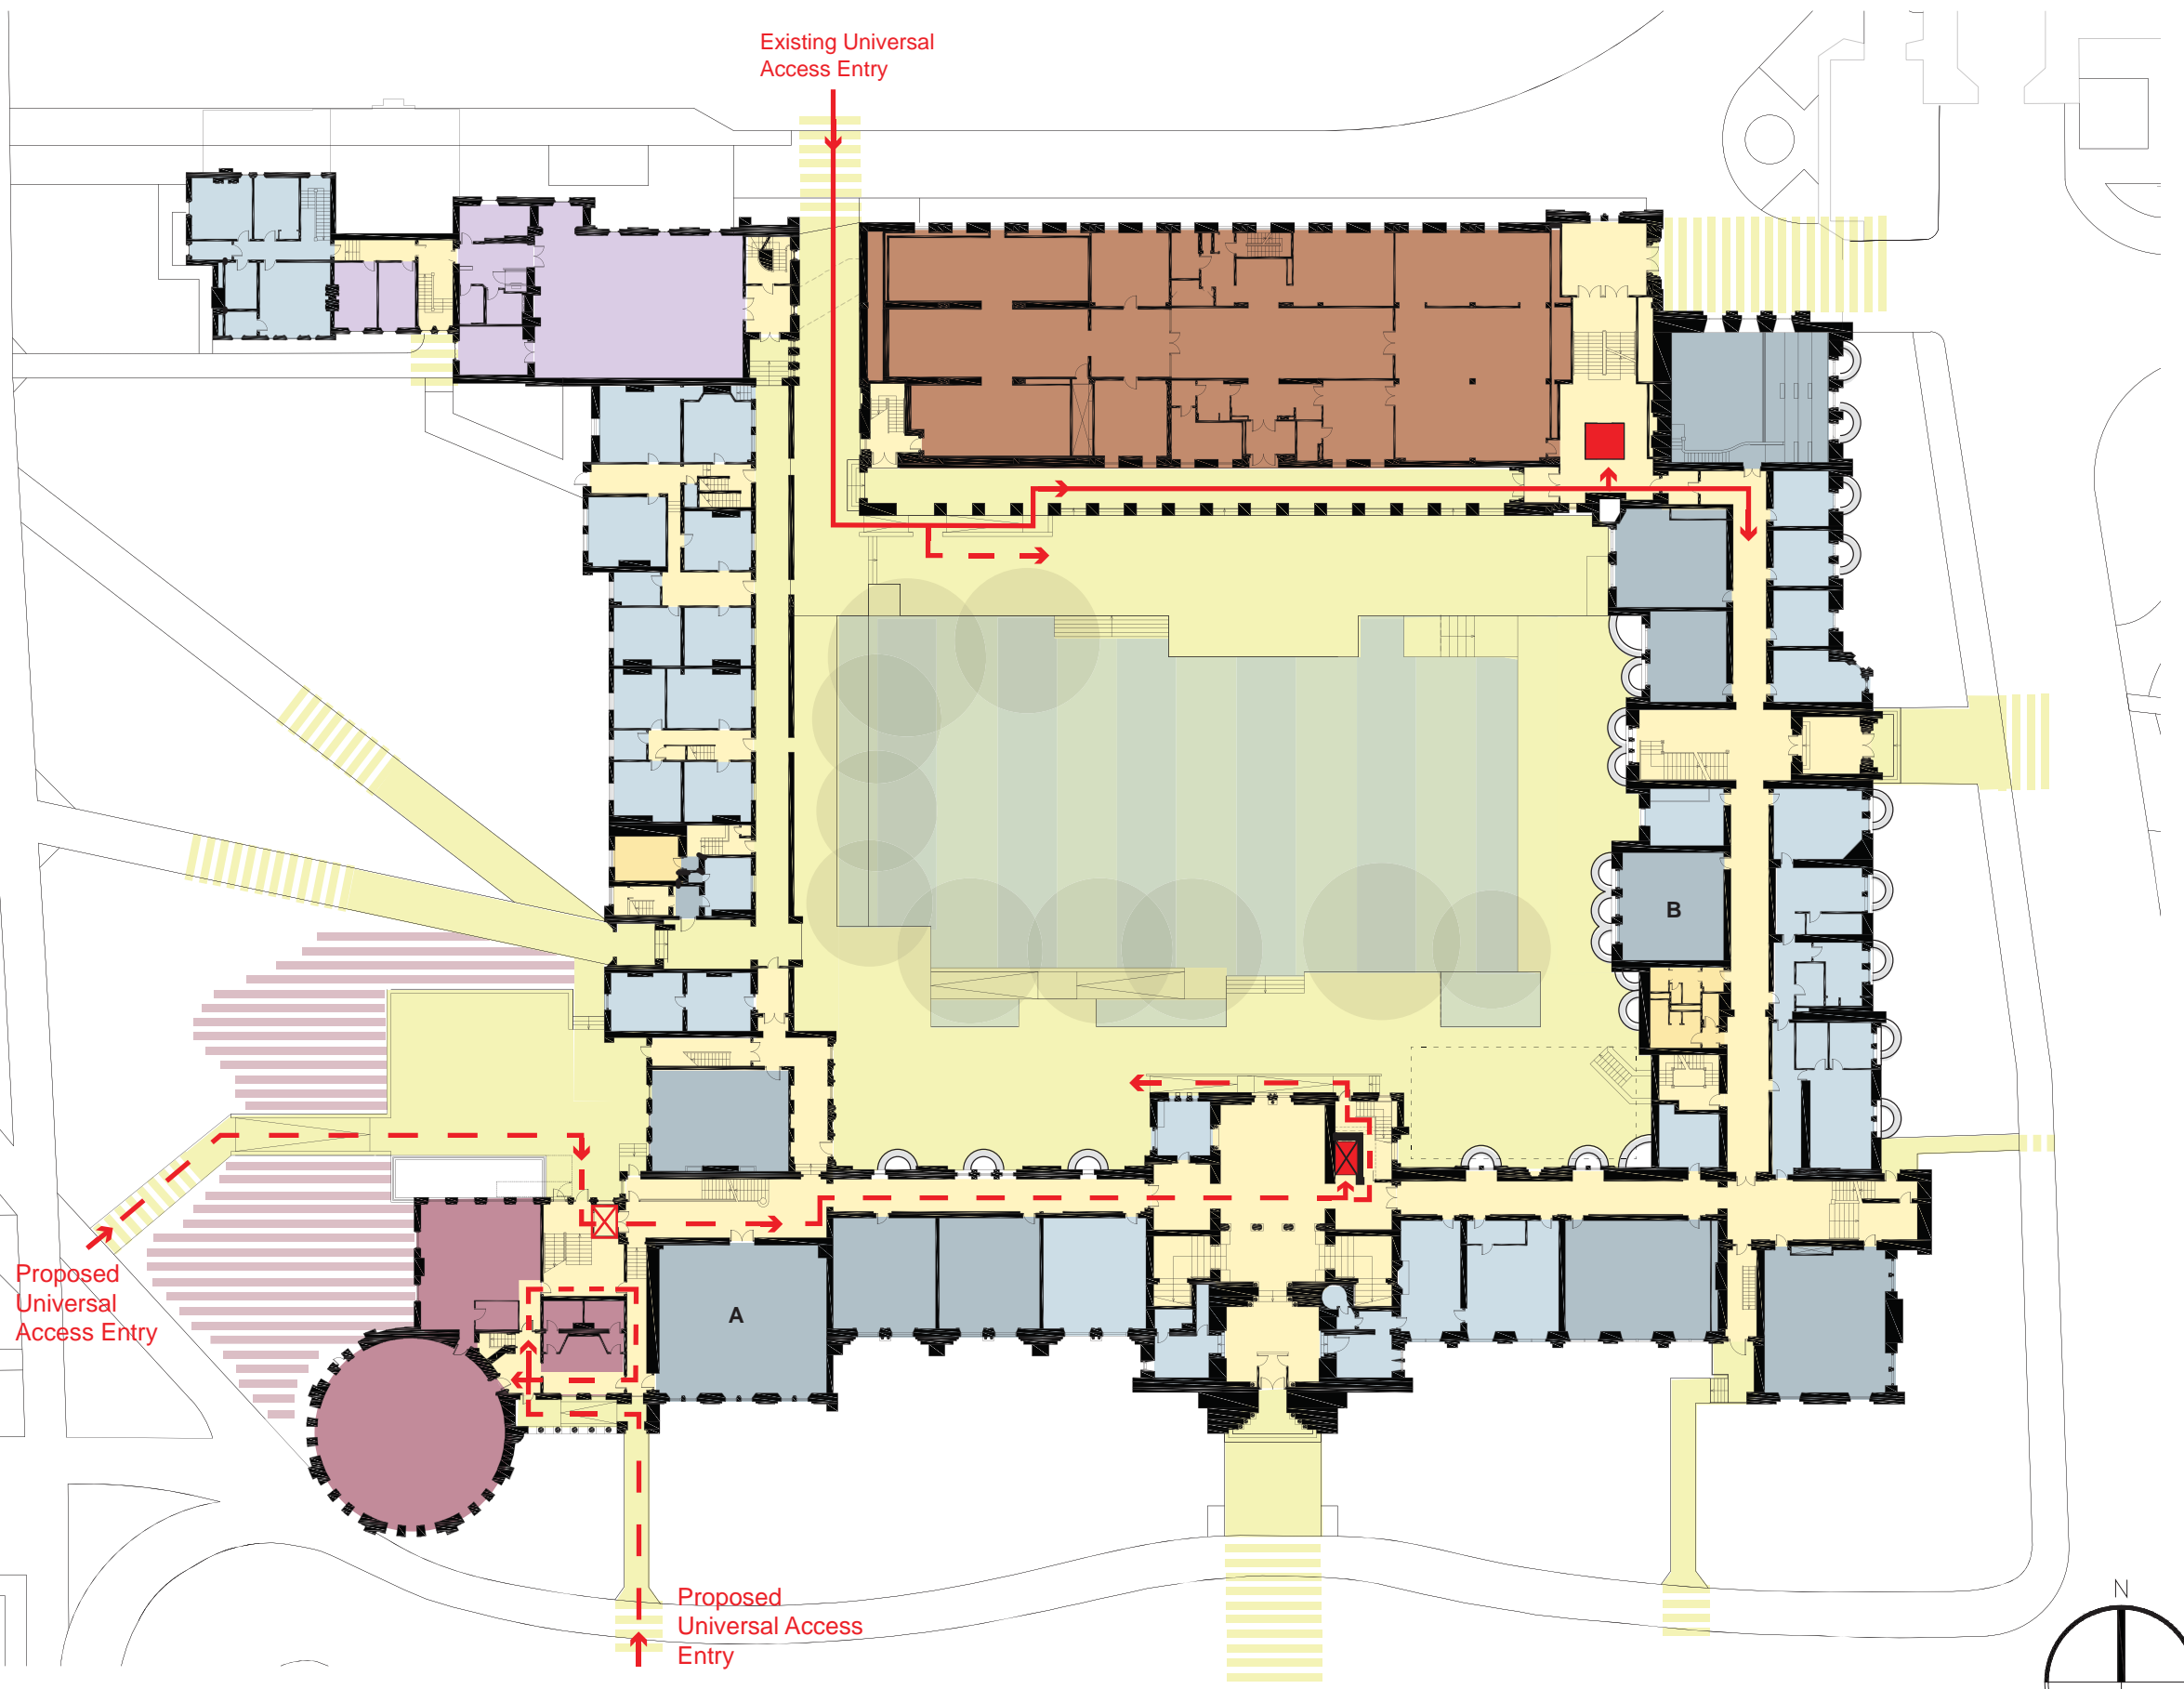 Existing Universal
Access Entry
B
Proposed
Universal
Access Entry
A
Proposed
Universal Access
Entry
N